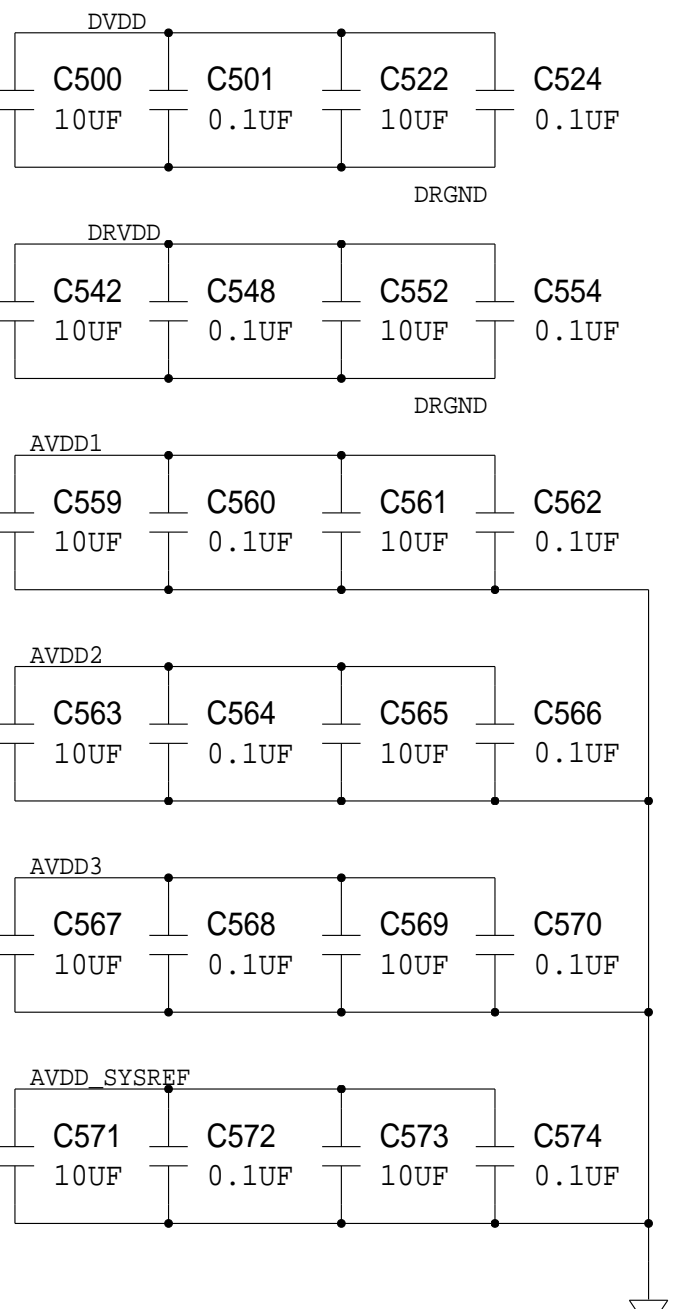 DVDD
C500 C501 C522 C524
10UF 0.1UF 10UF 0.1UF
DRGND
DRVDD
C542 C548 C552 C554
10UF 0.1UF 10UF 0.1UF
DRGND
AVDD1
C559 C560 C561 C562
10UF 0.1UF 10UF 0.1UF
AVDD2
C563 C564 C565 C566
10UF 0.1UF 10UF 0.1UF
AVDD3
C567 C568 C569 C570
10UF 0.1UF 10UF 0.1UF
AVDD_SYSREF
C571 C572 C573 C574
10UF 0.1UF 10UF 0.1UF